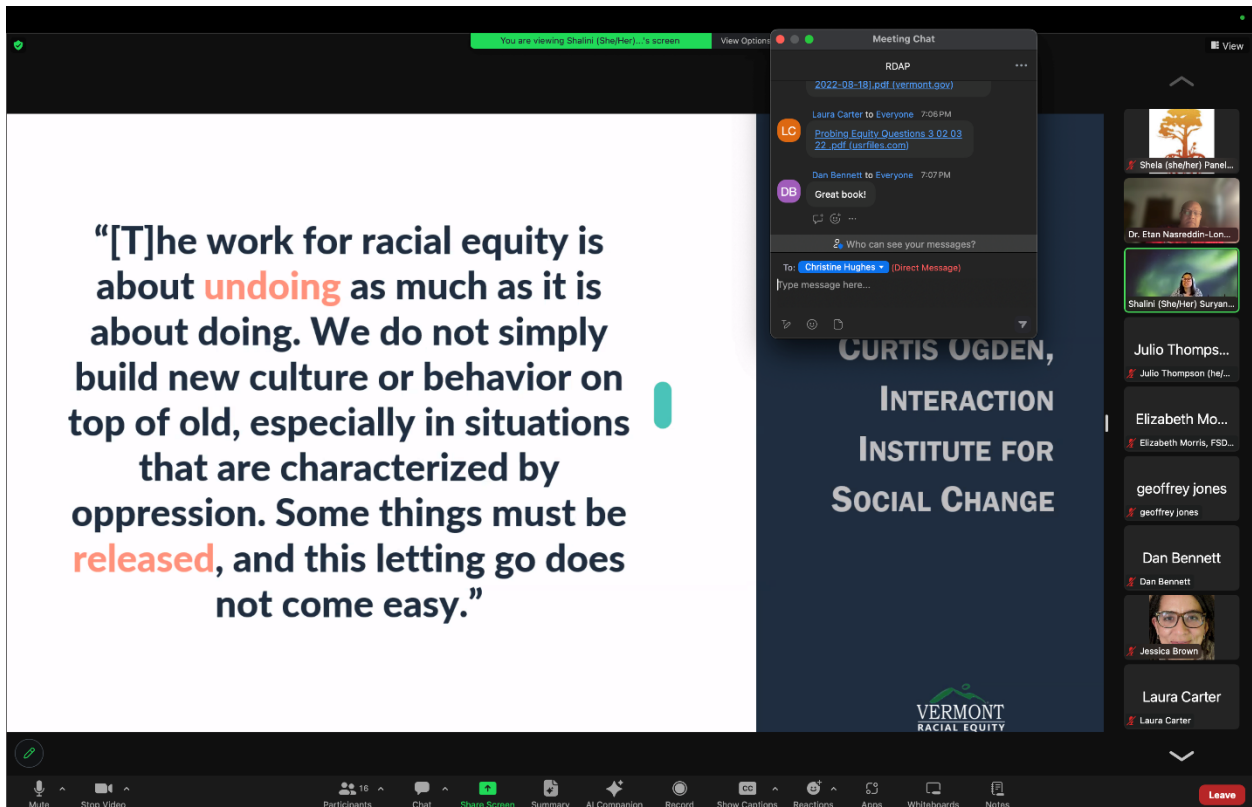 You are viewing Shalini (She/Her)...'s screen
View Options
View
Meeting Chat
RDAP
2022-08-18].pdf (vermont.gov)
Laura Carter to Everyone 7:06 PM
LC
Probing Equity Questions 3 02 03
22 .pdf (usrfiles.com)
Dan Bennett to Everyone 7:07 PM
DB
Great book!
Who can see your messages?
To: Christine Hughes (Direct Message)
Type message here...
“[T]he work for racial equity is
about undoing as much as it is
about doing. We do not simply
build new culture or behavior on
top of old, especially in situations
that are characterized by
oppression. Some things must be
released, and this letting go does
not come easy.”
CURTIS OGDEN,
INTERACTION
INSTITUTE FOR
SOCIAL CHANGE
VERMONT
RACIAL EQUITY
Shela (she/her) Panel...
Dr. Etan Nasreddin-Lon...
Shalini (She/Her) Suryan...
Julio Thomps...
Julio Thompson (he/...
Elizabeth Mo...
Elizabeth Morris, FSD...
geoffrey jones
geoffrey jones
Dan Bennett
Dan Bennett
Jessica Brown
Laura Carter
Laura Carter
Mute
Stop Video
Participants
16
Chat
Share Screen
Summary
AI Companion
Record
CC
Show Captions
Reactions
Apps
Whiteboards
Notes
Leave